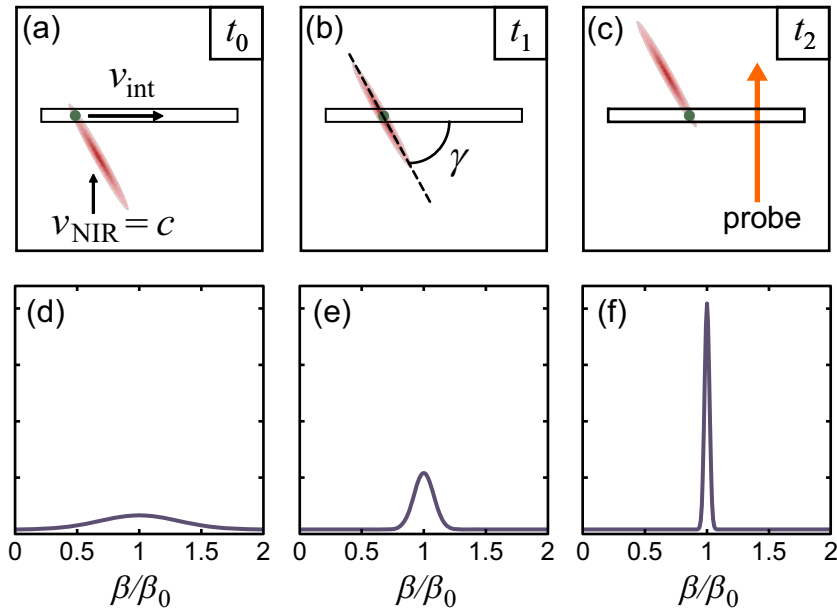 (a)
t₀
v_int
v_NIR = c
(b)
t₁
γ
(c)
t₂
probe
(d)
0 0.5 1 1.5 2
β/β₀
(e)
0 0.5 1 1.5 2
β/β₀
(f)
0 0.5 1 1.5 2
β/β₀